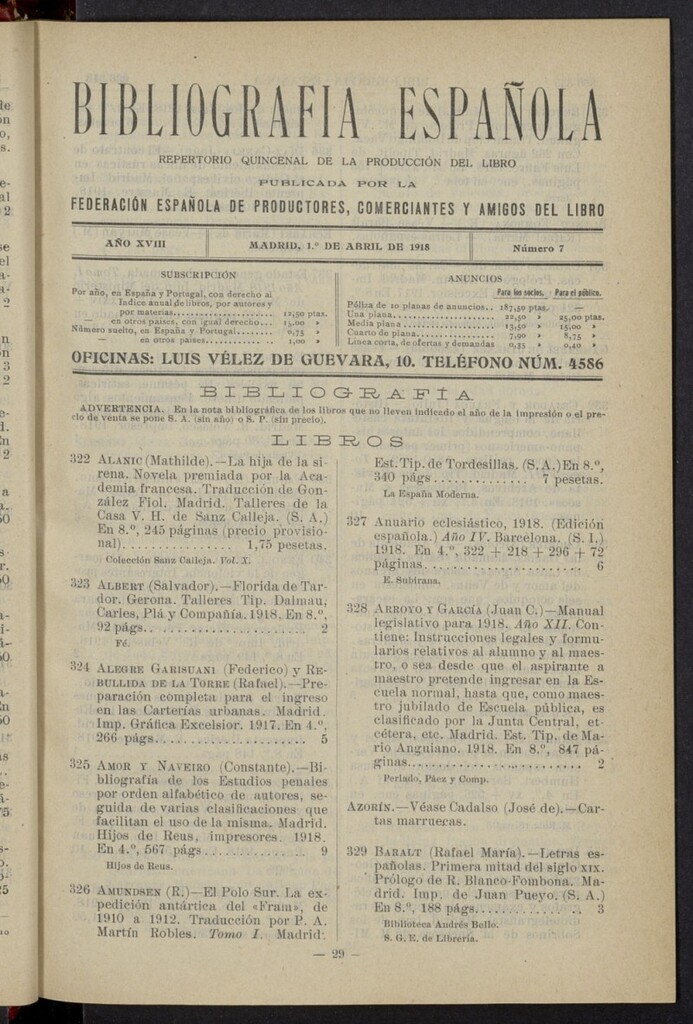 BIBLIOGRAFIA ESPAÑOLA
REPERTORIO QUINCENAL DE LA PRODUCCIÓN DEL LIBRO
PUBLICADA POR LA
FEDERACIÓN ESPAÑOLA DE PRODUCTORES, COMERCIANTES Y AMIGOS DEL LIBRO
AÑO XVIII
MADRID, 1.º DE ABRIL DE 1918
Número 7
SUBSCRIPCIÓN
Por año, en España y Portugal, con derecho al
Indice anual de libros, por autores y
por materias.................... 12,50 ptas.
— en otros países, con igual derecho... 15,00 »
Número suelto, en España y Portugal........ 0,75 »
— en otros países............... 1,00 »
ANUNCIOS
Para los socios. Para el público.
Póliza de 10 planas de anuncios.. 187,50 ptas.
Una plana................ 22,50 » 25,00 ptas.
Media plana.............. 13,50 » 15,00 »
Cuarto de plana........... 7,90 » 8,75 »
Línea corta, de ofertas y demandas 0,35 » 0,40 »
OFICINAS: LUIS VÉLEZ DE GUEVARA, 10. TELÉFONO NÚM. 4586
BIBLIOGRAFÍA
ADVERTENCIA. En la nota bibliográfica de los libros que no lleven indicado el año de la impresión o el pre-
cio de venta se pone S. A. (sin año) o S. P. (sin precio).
LIBROS
322 ALANIC (Mathilde).—La hija de la si-
rena. Novela premiada por la Aca-
demia francesa. Traducción de Gon-
zález Fiol. Madrid. Talleres de la
Casa V. H. de Sanz Calleja. (S. A.)
En 8.º, 245 páginas (precio provisio-
nal)................ 1,75 pesetas.
Colección Sanz Calleja. Vol. X.
323 ALBERT (Salvador).—Florida de Tar-
dor. Gerona. Talleres Tip. Dalmau,
Carles, Plá y Compañía. 1918. En 8.º,
92 págs...................... 2
Fé.
324 ALEGRE GARISUANI (Federico) y RE-
BULLIDA DE LA TORRE (Rafael).—Pre-
paración completa para el ingreso
en las Carterías urbanas. Madrid.
Imp. Gráfica Excelsior. 1917. En 4.º,
266 págs..................... 5
325 AMOR Y NAVEIRO (Constante).—Bi-
bliografía de los Estudios penales
por orden alfabético de autores, se-
guida de varias clasificaciones que
facilitan el uso de la misma. Madrid.
Hijos de Reus, impresores. 1918.
En 4.º, 567 págs............. 9
Hijos de Reus.
326 AMUNDSEN (R.)—El Polo Sur. La ex-
pedición antártica del «Fram», de
1910 a 1912. Traducción por P. A.
Martín Robles. Tomo I. Madrid.
Est. Tip. de Tordesillas. (S. A.) En 8.º,
340 págs............. 7 pesetas.
La España Moderna.
327 Anuario eclesiástico, 1918. (Edición
española.) Año IV. Barcelona. (S. I.)
1918. En 4.º, 322 + 218 + 296 + 72
páginas...................... 6
E. Subirana.
328 ARROYO Y GARCÍA (Juan C.)—Manual
legislativo para 1918. Año XII. Con-
tiene: Instrucciones legales y formu-
larios relativos al alumno y al maes-
tro, o sea desde que el aspirante a
maestro pretende ingresar en la Es-
cuela normal, hasta que, como maes-
tro jubilado de Escuela pública, es
clasificado por la Junta Central, et-
cétera, etc. Madrid. Est. Tip. de Ma-
rio Anguiano. 1918. En 8.º, 847 pá-
ginas........................ 2
Perlado, Páez y Comp.
AZORÍN.—Véase Cadalso (José de).—Car-
tas marruecas.
329 BARALT (Rafael María).—Letras es-
pañolas. Primera mitad del siglo XIX.
Prólogo de R. Blanco-Fombona. Ma-
drid. Imp. de Juan Pueyo. (S. A.)
En 8.º, 188 págs............. 3
Biblioteca Andrés Bello.
S. G. E. de Librería.
— 29 —